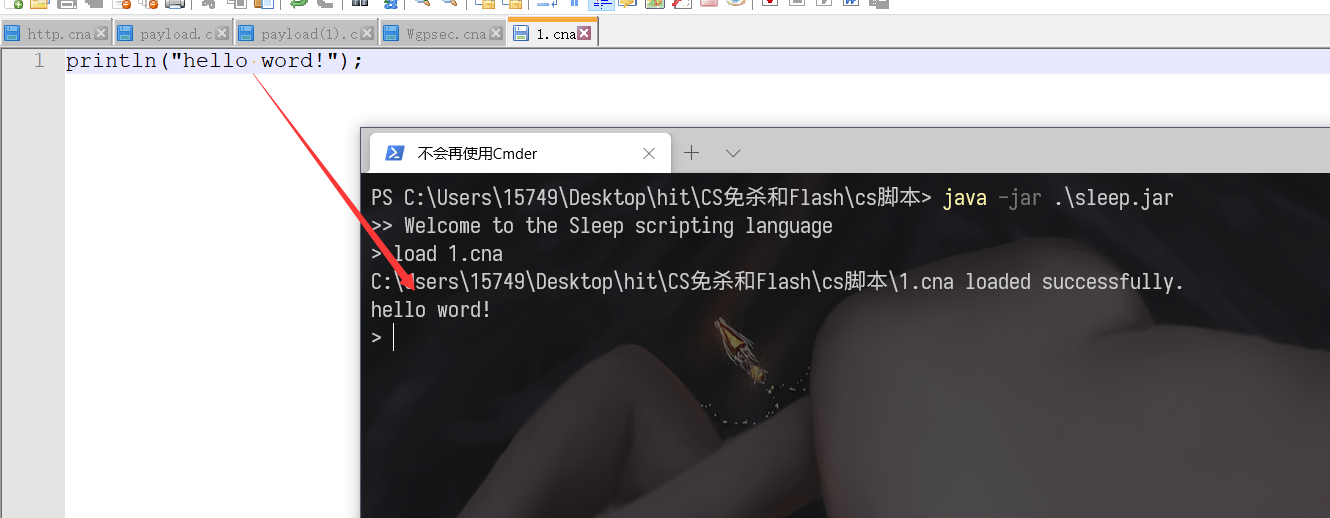 http.cna payload.c payload(1).c Wgpsec.cna 1.cna
1 println("hello word!");
不会再使用Cmder
PS C:\Users\15749\Desktop\hit\CS免杀和Flash\cs脚本> java -jar .\sleep.jar
>> Welcome to the Sleep scripting language
> load 1.cna
C:\Users\15749\Desktop\hit\CS免杀和Flash\cs脚本\1.cna loaded successfully.
hello word!
>